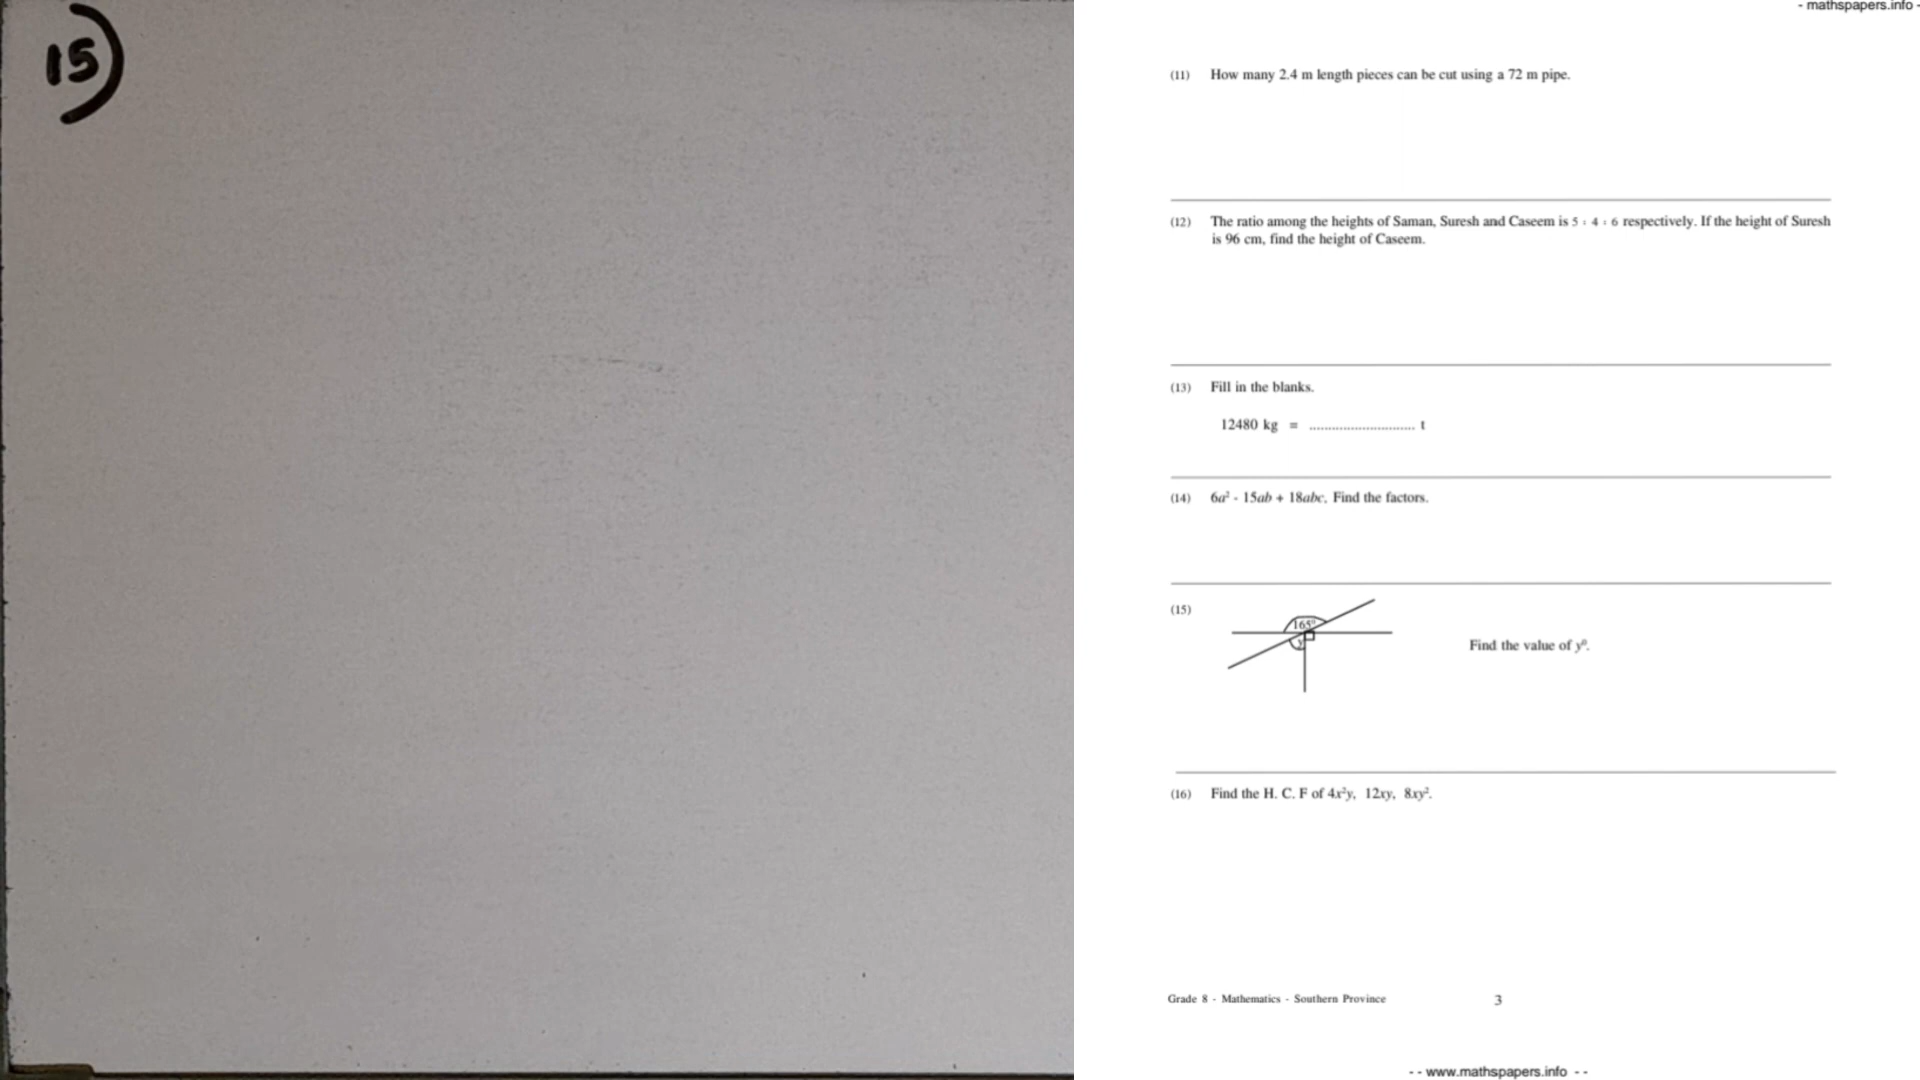 15)
- mathspapers.info -
(11) How many 2.4 m length pieces can be cut using a 72 m pipe.
(12) The ratio among the heights of Saman, Suresh and Caseem is 5 : 4 : 6 respectively. If the height of Suresh
is 96 cm, find the height of Caseem.
(13) Fill in the blanks.
12480 kg = ............................ t
(14) 6a² - 15ab + 18abc, Find the factors.
(15)
165⁰
y
Find the value of y⁰.
(16) Find the H. C. F of 4x²y, 12xy, 8xy².
Grade 8 - Mathematics - Southern Province 3
- - www.mathspapers.info - -